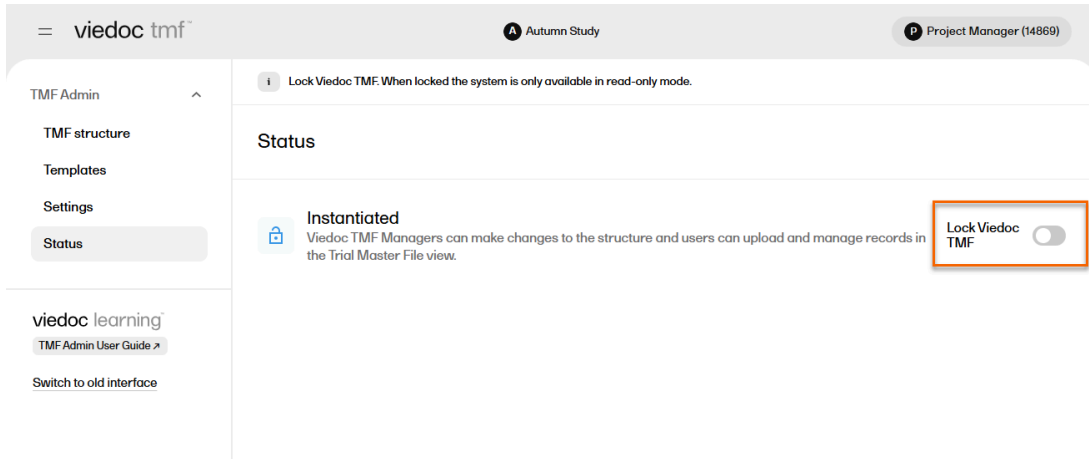 viedoc tmf™
A Autumn Study
P Project Manager (14869)
TMF Admin
TMF structure
Templates
Settings
Status
viedoc learning™
TMF Admin User Guide ↗
Switch to old interface
i Lock Viedoc TMF. When locked the system is only available in read-only mode.
Status
Instantiated
Viedoc TMF Managers can make changes to the structure and users can upload and manage records in
the Trial Master File view.
Lock Viedoc
TMF